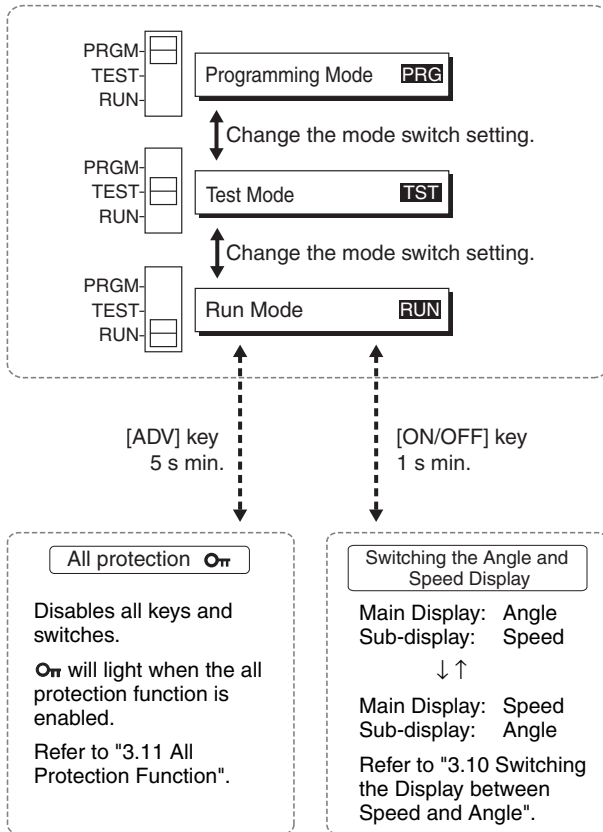 PRGM
TEST
RUN
Programming Mode PRG
Change the mode switch setting.
PRGM
TEST
RUN
Test Mode TST
Change the mode switch setting.
PRGM
TEST
RUN
Run Mode RUN
[ADV] key
5 s min.
[ON/OFF] key
1 s min.
All protection
Disables all keys and
switches.
will light when the all
protection function is
enabled.
Refer to "3.11 All
Protection Function".
Switching the Angle and
Speed Display
Main Display: Angle
Sub-display: Speed
↓↑
Main Display: Speed
Sub-display: Angle
Refer to "3.10 Switching
the Display between
Speed and Angle".